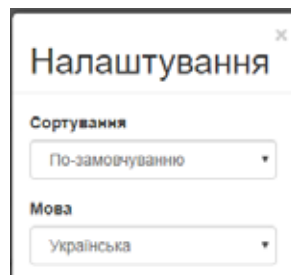 Налаштування
Сортування
По-замовчуванню
Мова
Українська